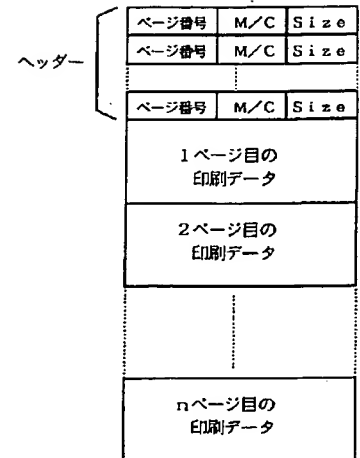 ページ番号 M/C Size
ページ番号 M/C Size
ヘッダー
ページ番号 M/C Size
1ページ目の
印刷データ
2ページ目の
印刷データ
nページ目の
印刷データ